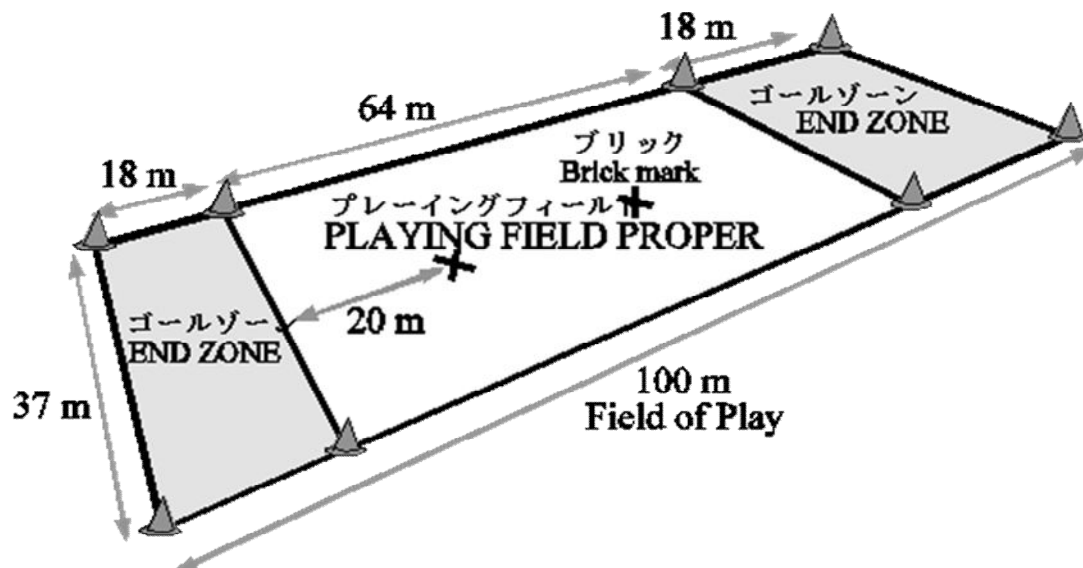 18 m
ゴールゾーン
END ZONE
64 m
ブリック
Brick mark
18 m
プレーイングフィール
PLAYING FIELD PROPER
20 m
ゴールゾーン
END ZONE
37 m
100 m
Field of Play